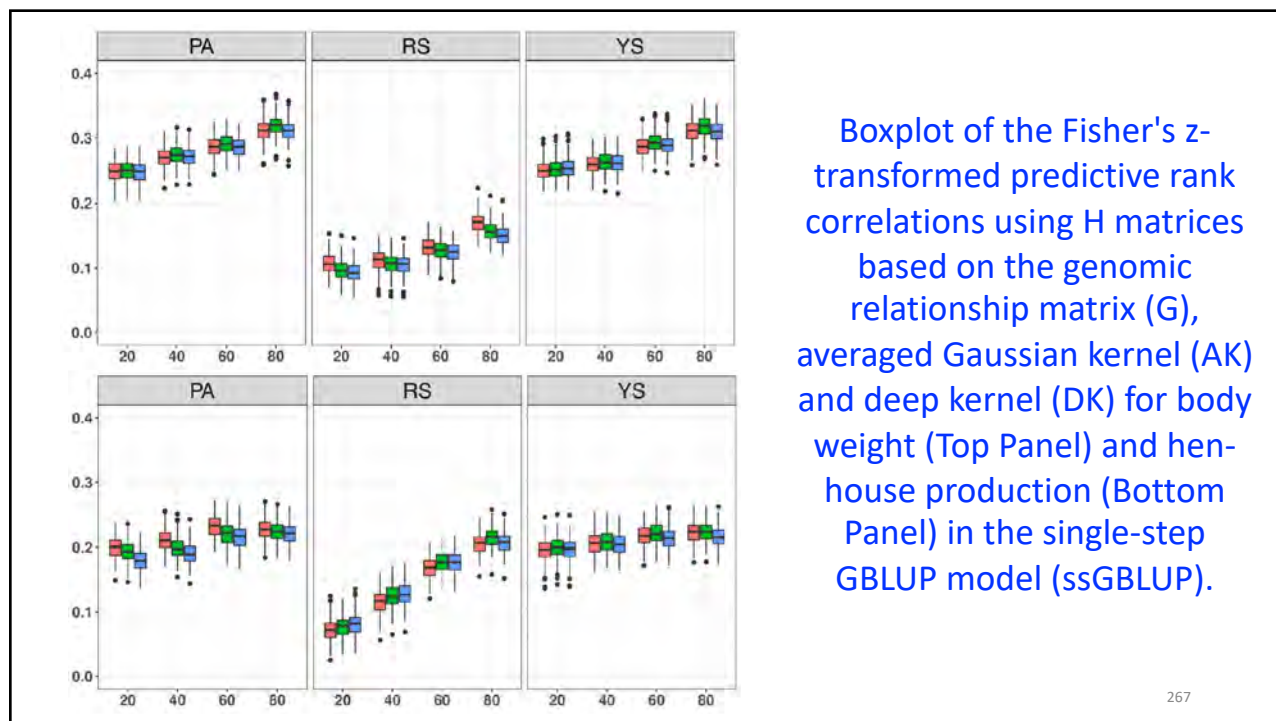 PA RS YS
0.4
0.3
0.2
0.1
0.0
20 40 60 80 20 40 60 80 20 40 60 80
PA RS YS
0.4
0.3
0.2
0.1
0.0
20 40 60 80 20 40 60 80 20 40 60 80
Boxplot of the Fisher's z-
transformed predictive rank
correlations using H matrices
based on the genomic
relationship matrix (G),
averaged Gaussian kernel (AK)
and deep kernel (DK) for body
weight (Top Panel) and hen-
house production (Bottom
Panel) in the single-step
GBLUP model (ssGBLUP).
267